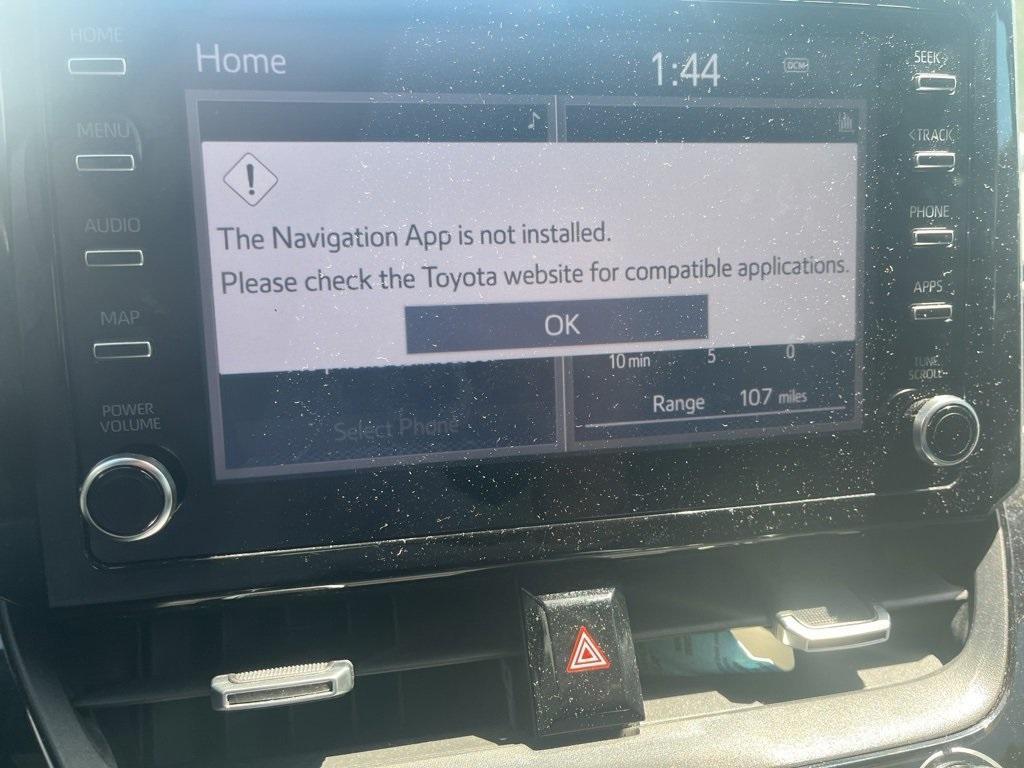 HOME
Home
1:44
DCM
SEEK>
MENU
<TRACK
The Navigation App is not installed.
Please check the Toyota website for compatible applications.
AUDIO
PHONE
OK
APPS
MAP
10 min 5 0
TUNE
SCROLL
Range 107 miles
Select Phone
POWER
VOLUME